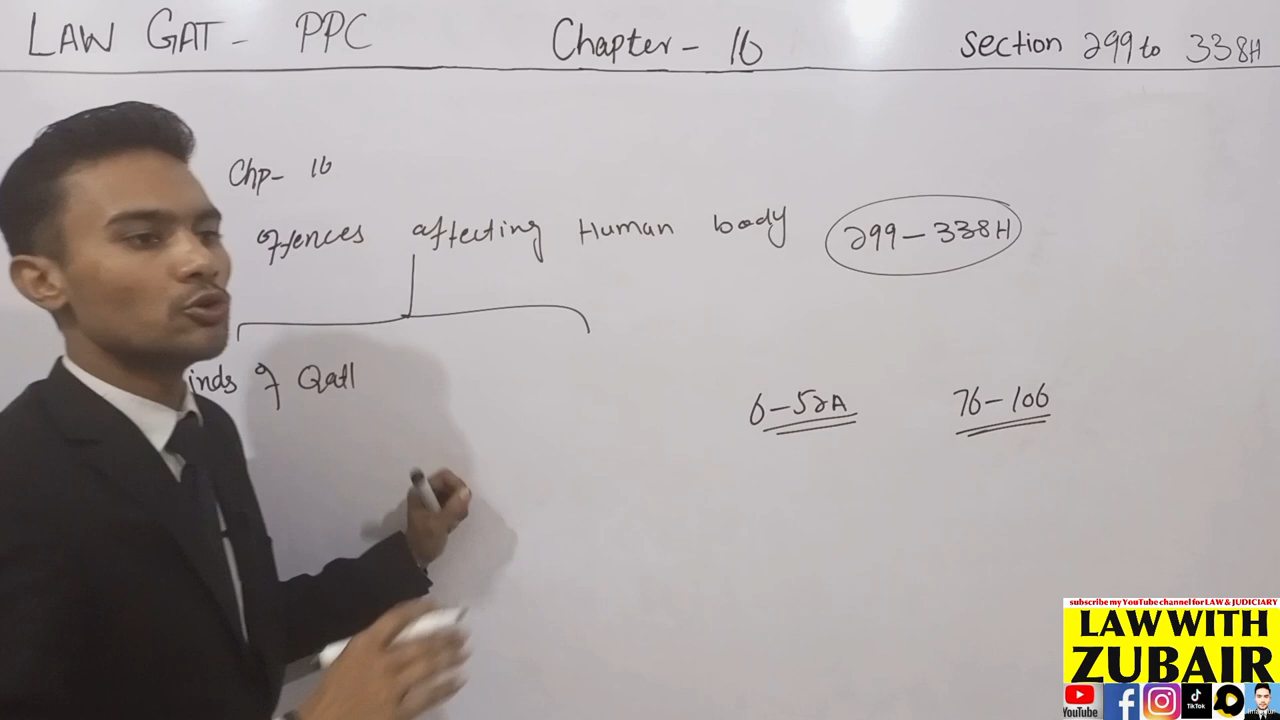 LAW GAT - PPC Chapter - 16 Section 299 to 338H
Chp - 16
offences affecting Human body 299 - 338H
inds of Qatl
6 - 52A 76 - 106
subscribe my YouTube channel for LAW & JUDICIARY
LAW WITH
ZUBAIR
YouTube
TikTok